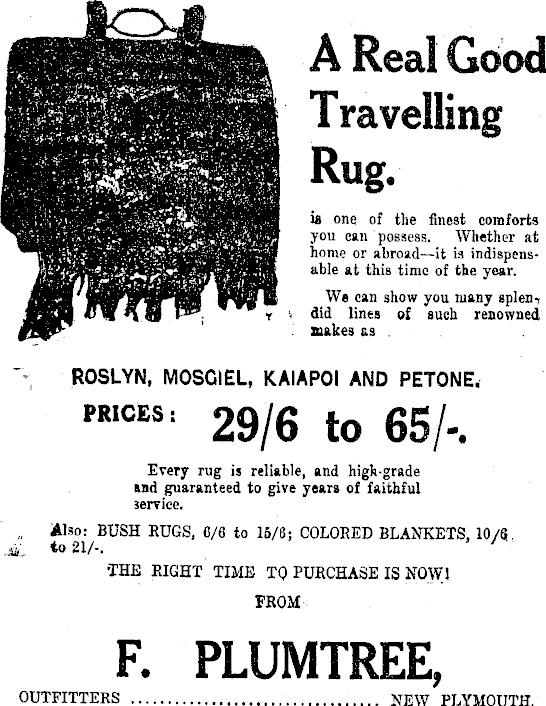 A Real Good
Travelling
Rug.
is one of the finest comforts
you can possess. Whether at
home or abroad—it is indispens-
able at this time of the year.
We can show you many splen-
did lines of such renowned
makes as
ROSLYN, MOSGIEL, KAIAPOI AND PETONE.
PRICES: 29/6 to 65/-.
Every rug is reliable, and high-grade
and guaranteed to give years of faithful
service.
Also: BUSH RUGS, 6/6 to 15/6; COLORED BLANKETS, 10/6
to 21/-.
THE RIGHT TIME TO PURCHASE IS NOW!
FROM
F. PLUMTREE,
OUTFITTERS ................................. NEW PLYMOUTH.